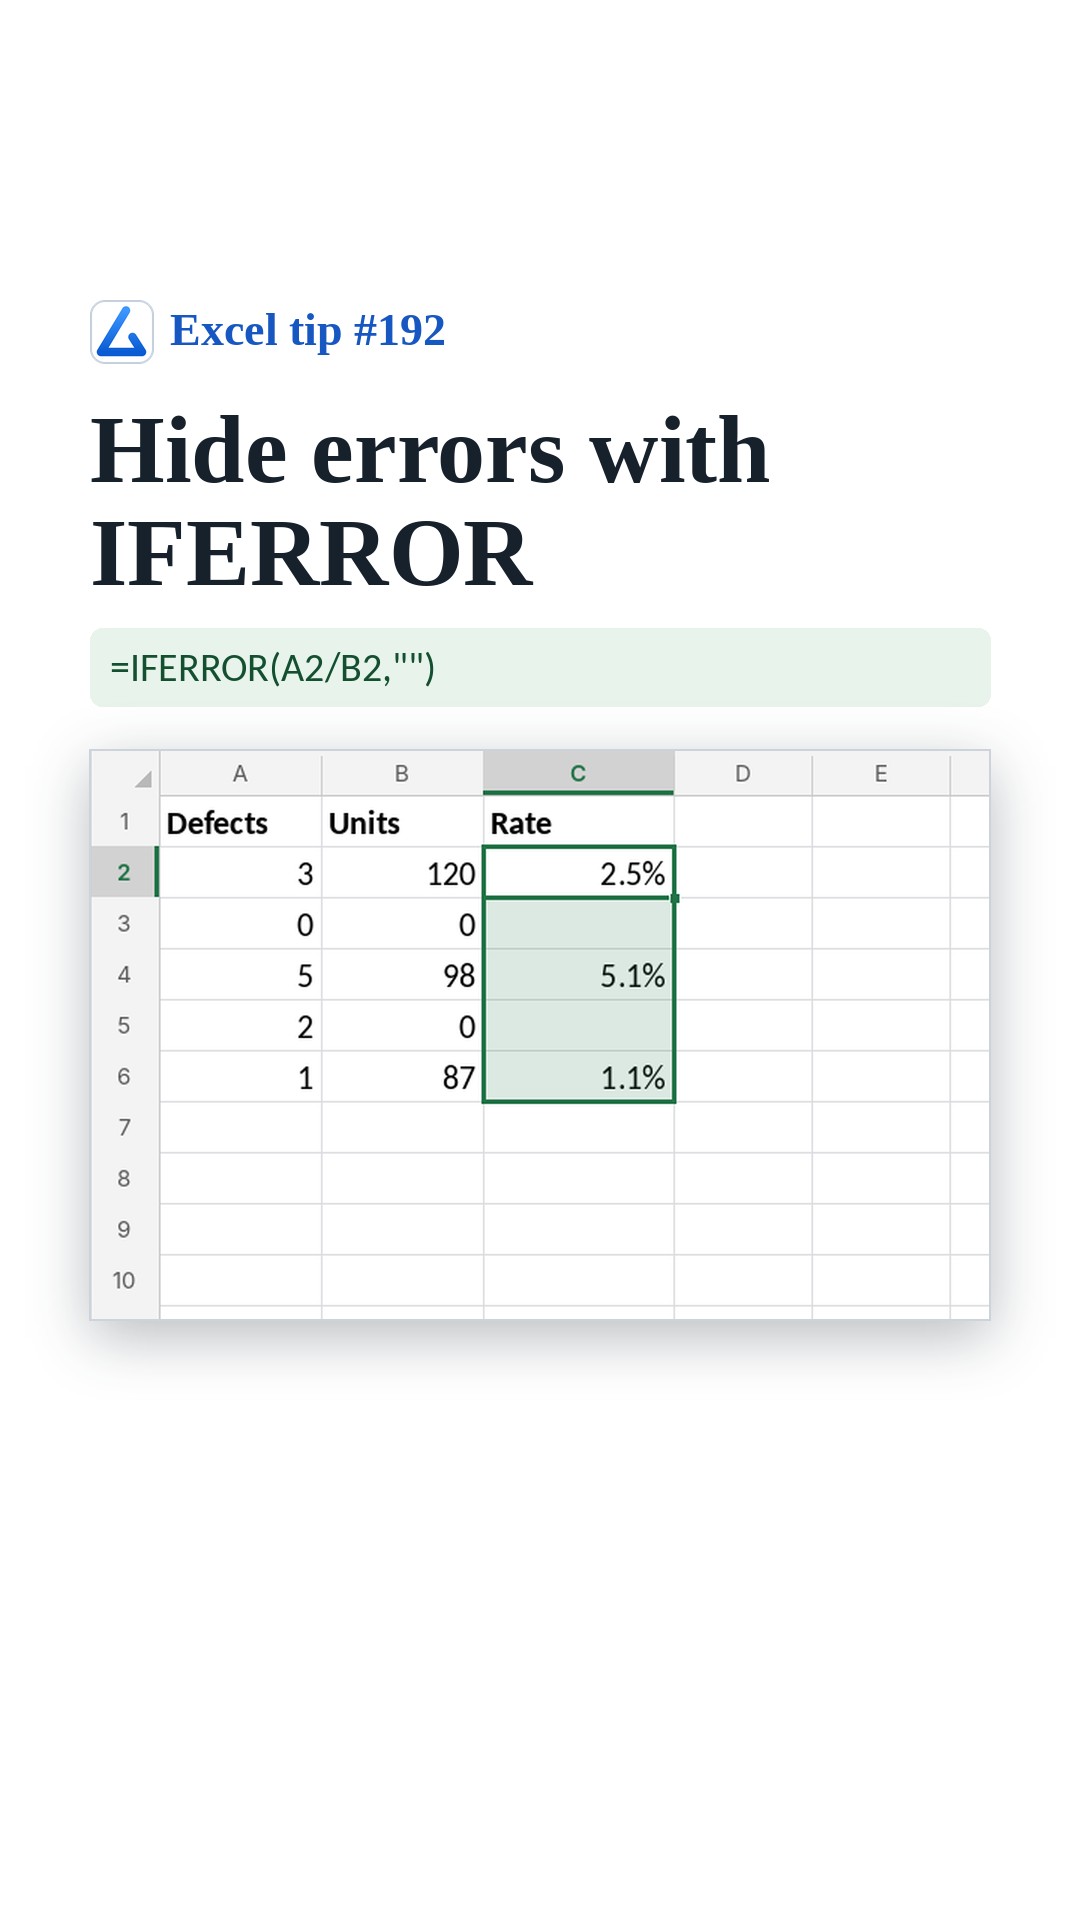 Excel tip #192
Hide errors with
IFERROR
=IFERROR(A2/B2,"")
A B C D E
1 Defects Units Rate
2 3 120 2.5%
3 0 0
4 5 98 5.1%
5 2 0
6 1 87 1.1%
7
8
9
10